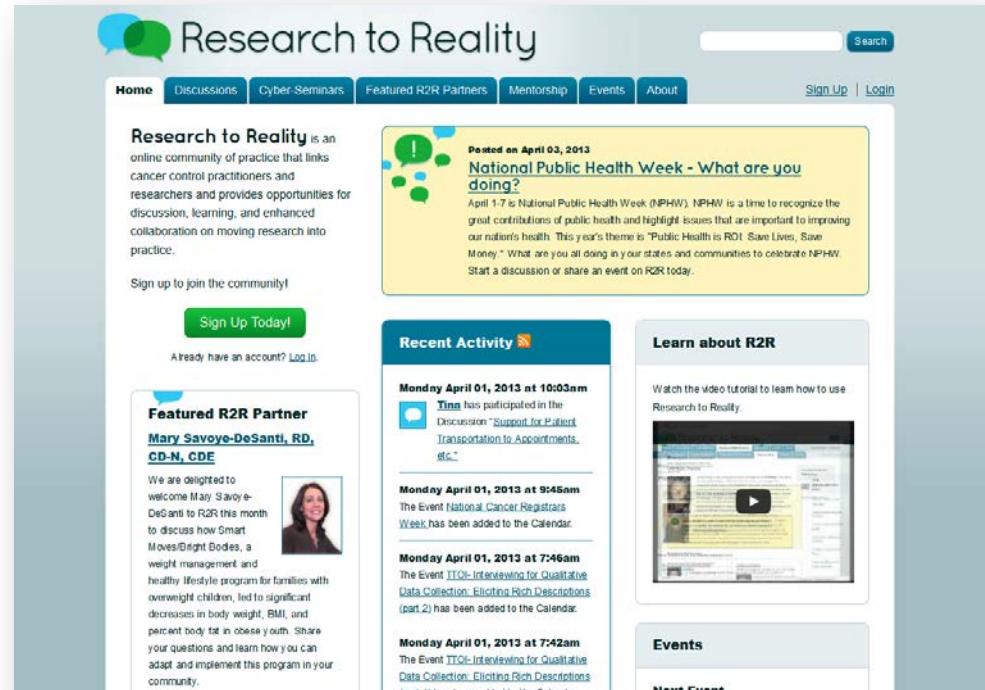 Research to Reality
Search
Home
Discussions
Cyber-Seminars
Featured R2R Partners
Mentorship
Events
About
Sign Up | Login
Research to Reality is an
online community of practice that links
cancer control practitioners and
researchers and provides opportunities for
discussion, learning, and enhanced
collaboration on moving research into
practice.
Sign up to join the community!
Sign Up Today!
Already have an account? Log in.
Featured R2R Partner
Mary Savoye-DeSanti, RD,
CD-N, CDE
We are delighted to
welcome Mary Savoye-
DeSanti to R2R this month
to discuss how Smart
Moves/Bright Bodies, a
weight management and
healthy lifestyle program for families with
overweight children, led to significant
decreases in body weight, BMI, and
percent body fat in obese youth. Share
your questions and learn how you can
adapt and implement this program in your
community.
Posted on April 03, 2013
National Public Health Week - What are you
doing?
April 1-7 is National Public Health Week (NPHW). NPHW is a time to recognize the
great contributions of public health and highlight issues that are important to improving
our nation's health. This year's theme is "Public Health is ROI: Save Lives, Save
Money." What are you all doing in your states and communities to celebrate NPHW.
Start a discussion or share an event on R2R today.
Recent Activity
Monday April 01, 2013 at 10:03am
Tina has participated in the
Discussion "Support for Patient
Transportation to Appointments,
etc."
Monday April 01, 2013 at 9:45am
The Event National Cancer Registrars
Week has been added to the Calendar.
Monday April 01, 2013 at 7:46am
The Event TTOI- Interviewing for Qualitative
Data Collection: Eliciting Rich Descriptions
(part 2) has been added to the Calendar.
Monday April 01, 2013 at 7:42am
The Event TTOI- Interviewing for Qualitative
Data Collection: Eliciting Rich Descriptions
Learn about R2R
Watch the video tutorial to learn how to use
Research to Reality.
Events
Next Event